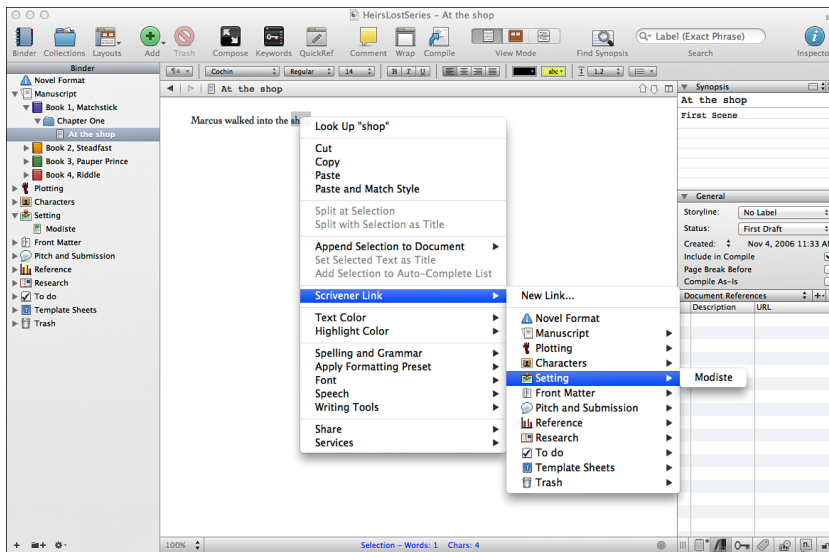 HeirsLostSeries - At the shop
Binder Collections Layouts Add Trash Compose Keywords QuickRef Comment Wrap Compile View Mode Find Synopsis Search
Label (Exact Phrase)
Binder
Cochin Regular 14 B I U abc 1.2
Novel Format
Manuscript
Book 1, Matchstick
Chapter One
At the shop
Book 2, Steadfast
Book 3, Pauper Prince
Book 4, Riddle
Plotting
Characters
Setting
Modiste
Front Matter
Pitch and Submission
Reference
Research
To do
Template Sheets
Trash
At the shop
Marcus walked into the
Look Up "shop"
Cut
Copy
Paste
Paste and Match Style
Split at Selection
Split with Selection as Title
Append Selection to Document
Set Selected Text as Title
Add Selection to Auto-Complete List
Scrivener Link
Text Color
Highlight Color
Spelling and Grammar
Apply Formatting Preset
Font
Speech
Writing Tools
Share
Services
New Link...
Novel Format
Manuscript
Plotting
Characters
Setting
Front Matter
Pitch and Submission
Reference
Research
To do
Template Sheets
Trash
Modiste
Synopsis
At the shop
First Scene
General
Storyline: No Label
Status: First Draft
Created: Nov 4, 2006 11:33
Include in Compile
Page Break Before
Compile As-Is
Document References
Description URL
100%
Selection - Words: 1 Chars: 4